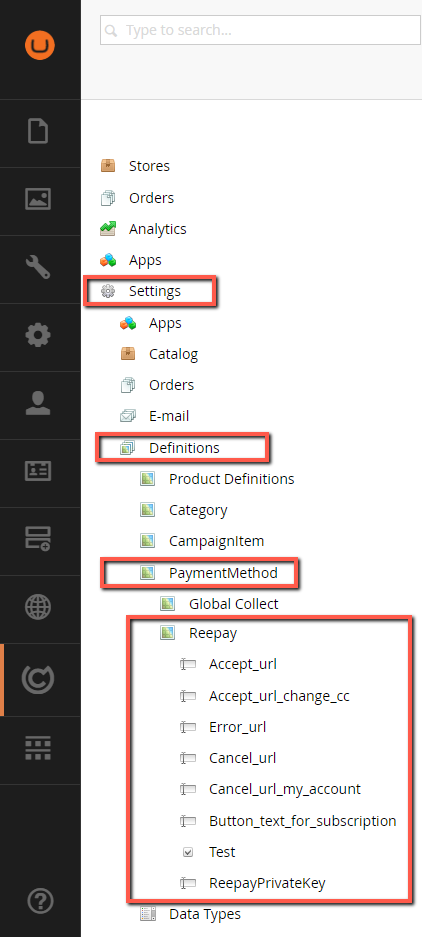 Type to search...
Stores
Orders
Analytics
Apps
Settings
Apps
Catalog
Orders
E-mail
Definitions
Product Definitions
Category
CampaignItem
PaymentMethod
Global Collect
Reepay
Accept_url
Accept_url_change_cc
Error_url
Cancel_url
Cancel_url_my_account
Button_text_for_subscription
Test
ReepayPrivateKey
Data Types